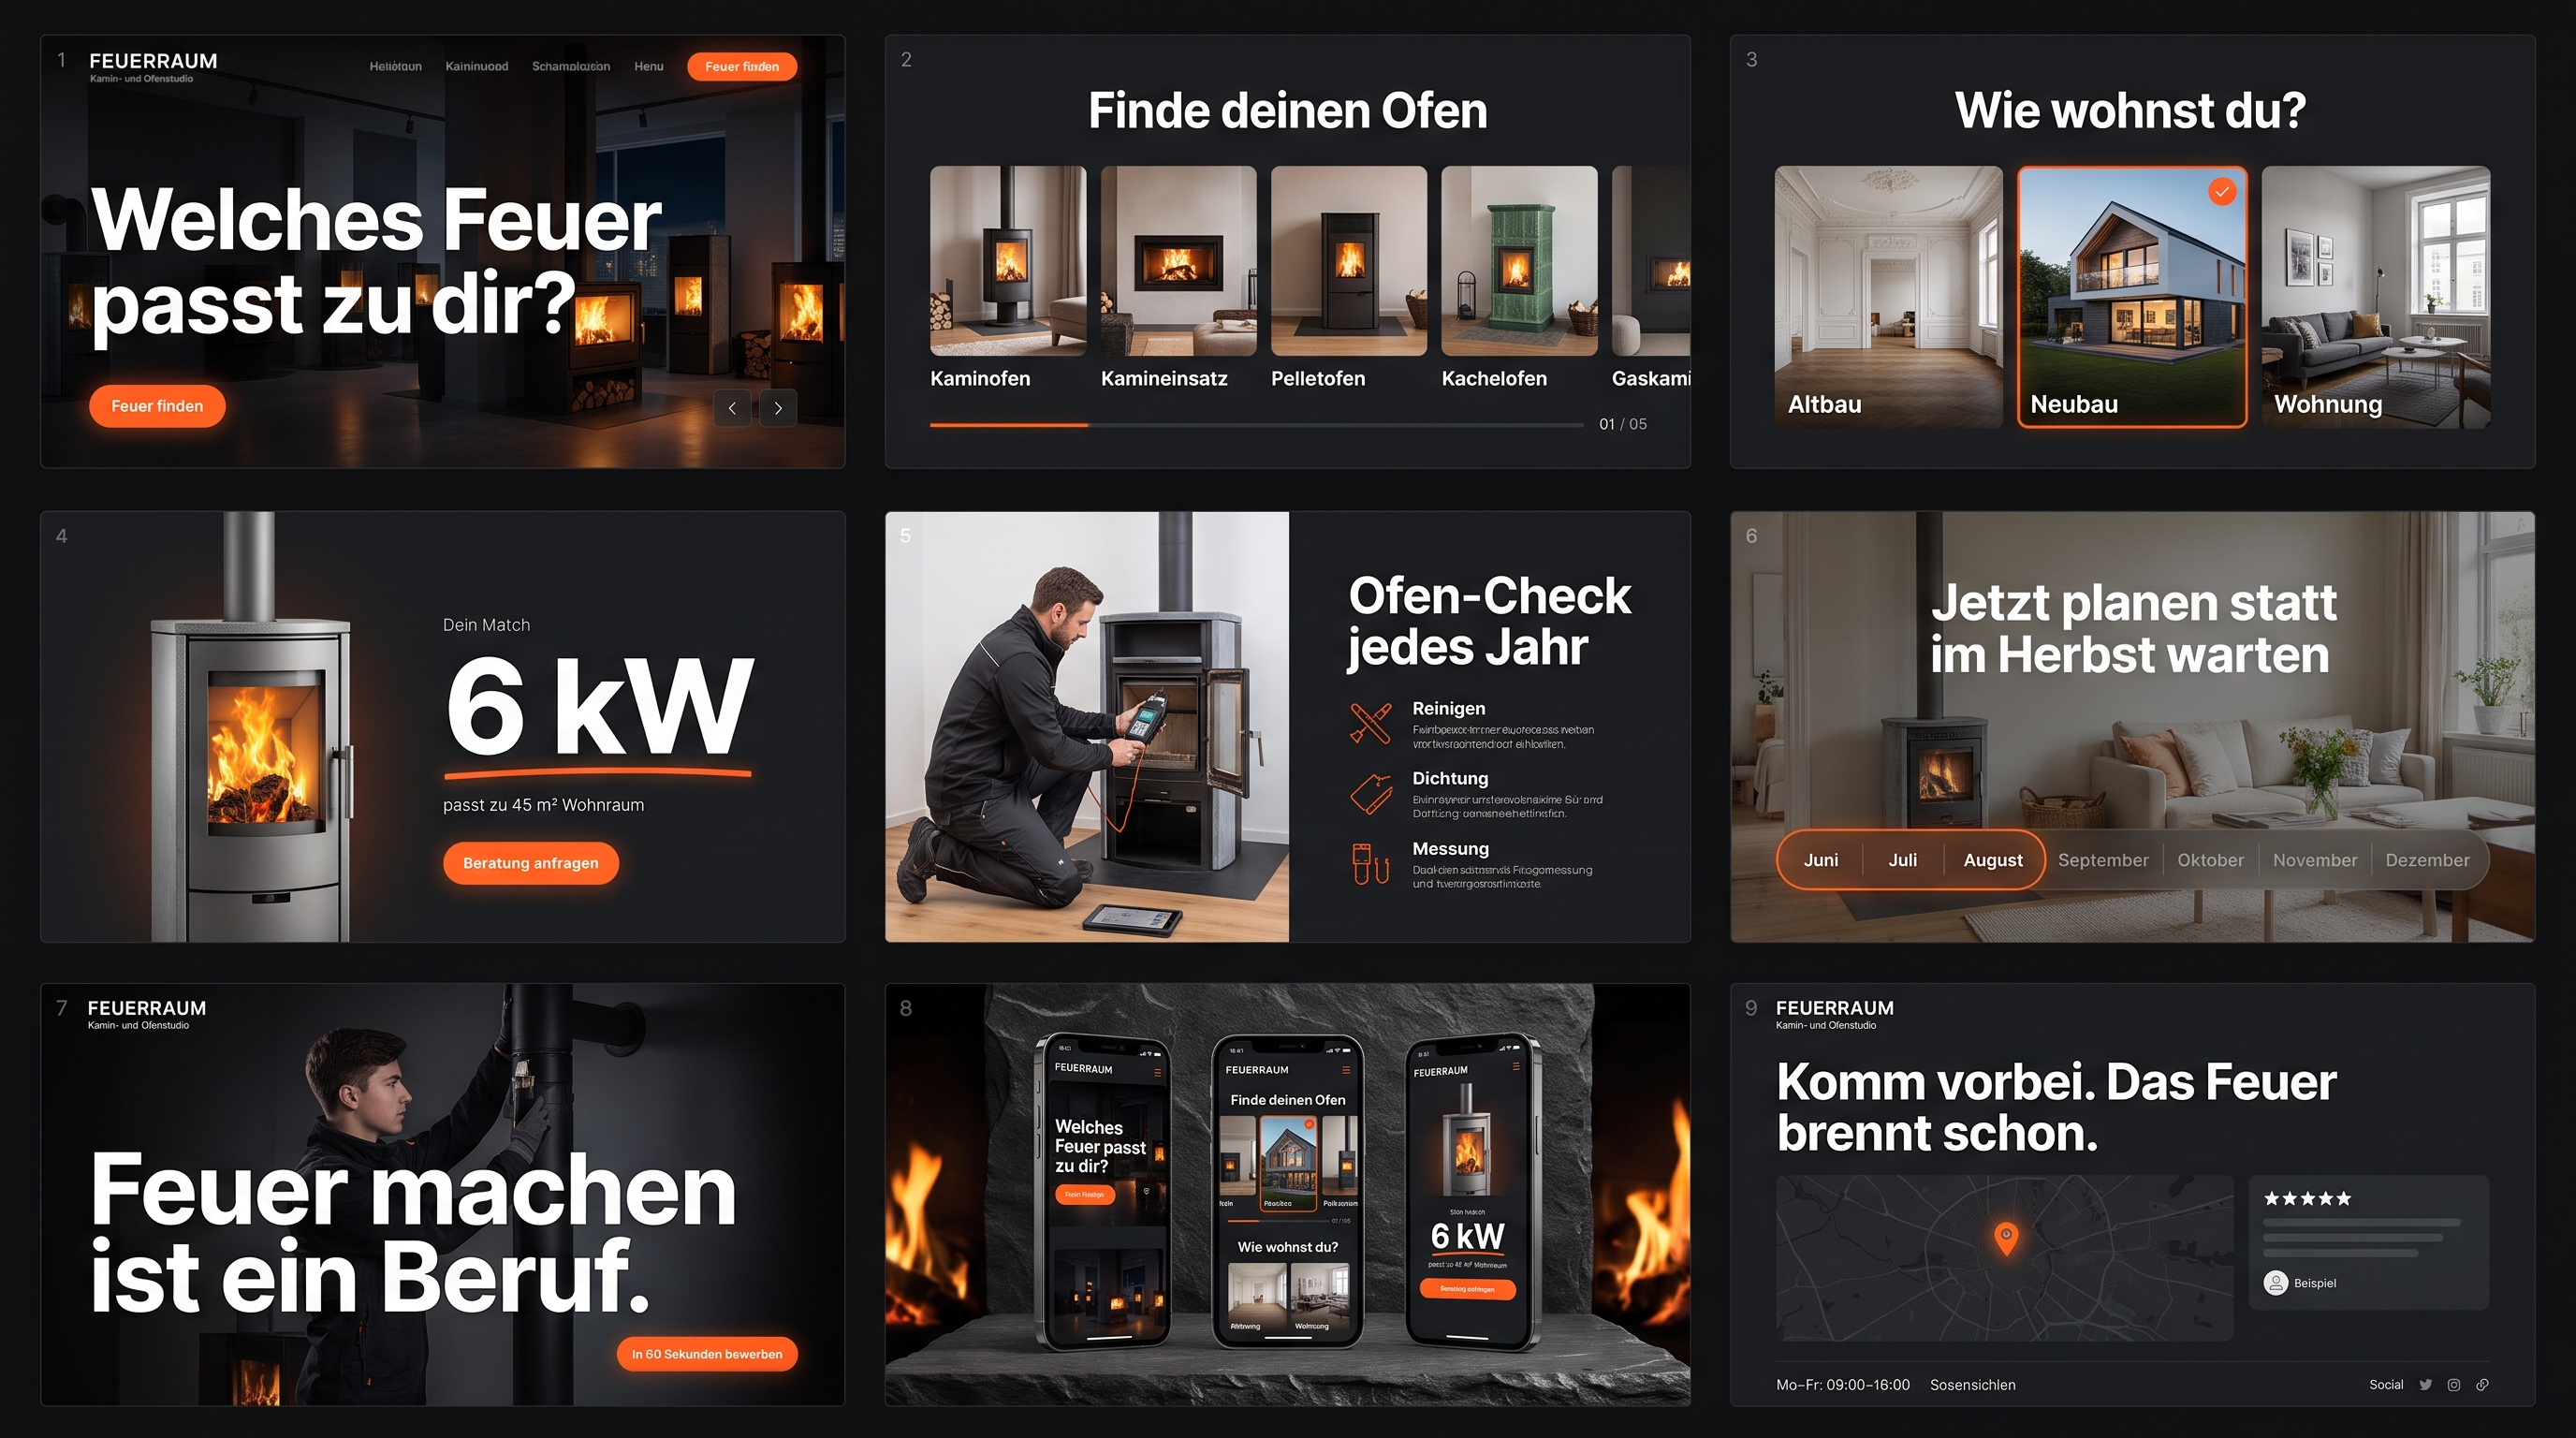 1
FEUERRAUM
Kamin- und Ofenstudio
Henu
Feuer finden
Welches Feuer
passt zu dir?
Feuer finden
2
Finde deinen Ofen
Kaminofen
Kamineinsatz
Pelletofen
Kachelofen
Gaskami
01 / 05
3
Wie wohnst du?
Altbau
Neubau
Wohnung
4
Dein Match
6 kW
passt zu 45 m² Wohnraum
Beratung anfragen
5
Ofen-Check
jedes Jahr
Reinigen
Dichtung
Messung
6
Jetzt planen statt
im Herbst warten
Juni
Juli
August
September
Oktober
November
Dezember
7
FEUERRAUM
Kamin- und Ofenstudio
Feuer machen
ist ein Beruf.
In 60 Sekunden bewerben
8
FEUERRAUM
Welches
Feuer passt
zu dir?
FEUERRAUM
Finde deinen Ofen
Wie wohnst du?
FEUERRAUM
6 kW
9
FEUERRAUM
Kamin- und Ofenstudio
Komm vorbei. Das Feuer
brennt schon.
Beispiel
Mo–Fr: 09:00–16:00
Sosensichlen
Social